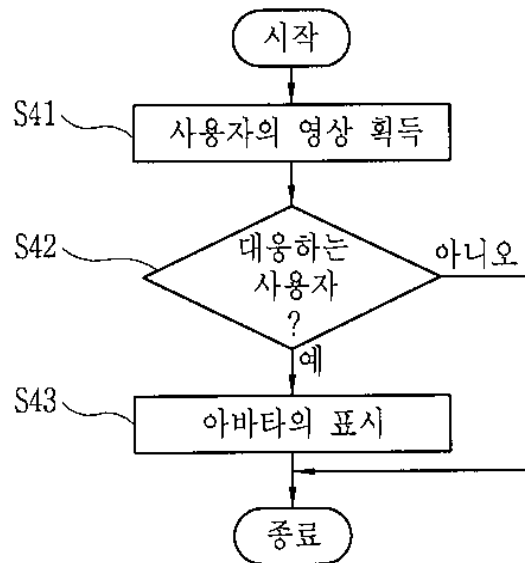 시작
S41
사용자의 영상 획득
S42
대응하는
사용자
?
아니오
예
S43
아바타의 표시
종료